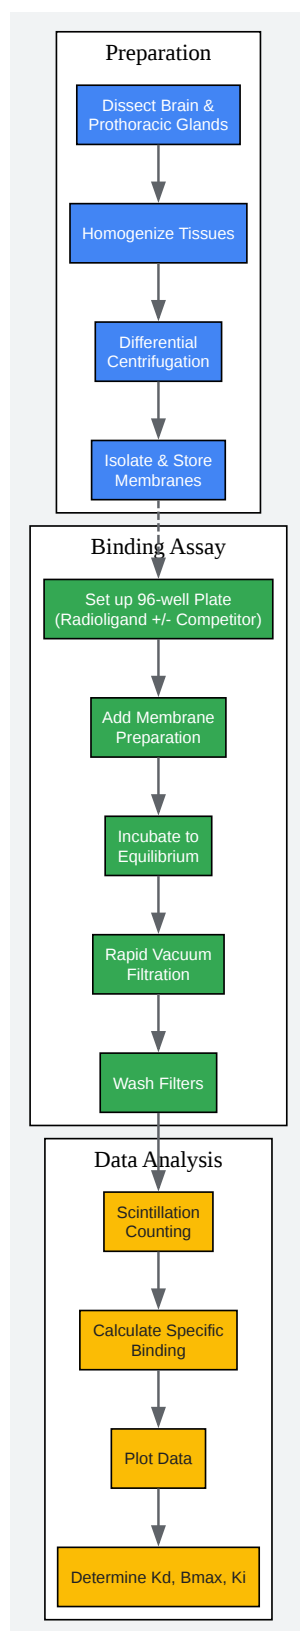 Preparation
Dissect Brain &
Prothoracic Glands
Homogenize Tissues
Differential
Centrifugation
Isolate & Store
Membranes
Binding Assay
Set up 96-well Plate
(Radioligand +/- Competitor)
Add Membrane
Preparation
Incubate to
Equilibrium
Rapid Vacuum
Filtration
Wash Filters
Data Analysis
Scintillation
Counting
Calculate Specific
Binding
Plot Data
Determine Kd, Bmax, Ki